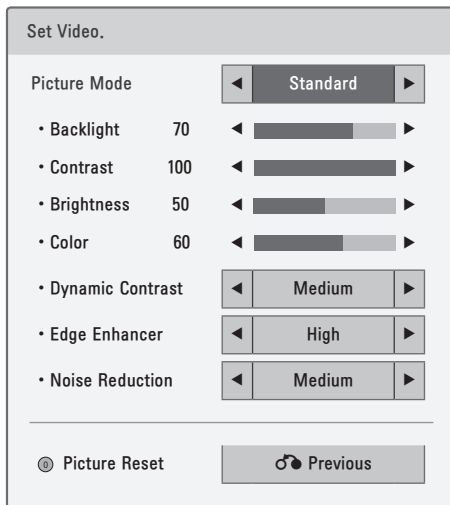 Set Video.
Picture Mode ◀ Standard ▶
• Backlight 70 ◀ ▶
• Contrast 100 ◀ ▶
• Brightness 50 ◀ ▶
• Color 60 ◀ ▶
• Dynamic Contrast ◀ Medium ▶
• Edge Enhancer ◀ High ▶
• Noise Reduction ◀ Medium ▶
0 Picture Reset Previous